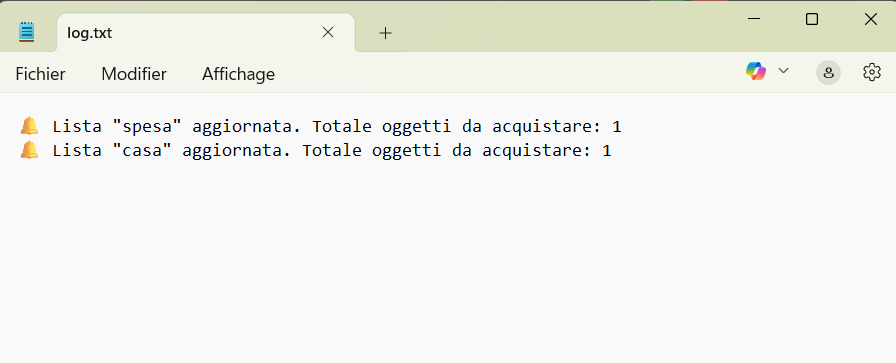 log.txt
Fichier Modifier Affichage
🔔 Lista "spesa" aggiornata. Totale oggetti da acquistare: 1
🔔 Lista "casa" aggiornata. Totale oggetti da acquistare: 1